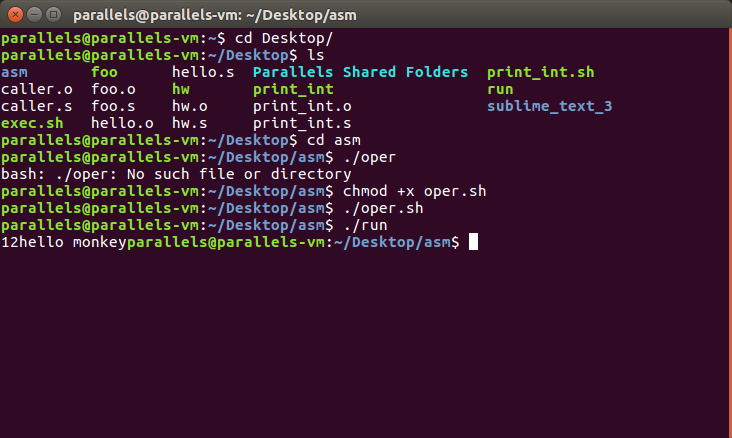 parallels@parallels-vm: ~/Desktop/asm
parallels@parallels-vm:~$ cd Desktop/
parallels@parallels-vm:~/Desktop$ ls
asm foo hello.s Parallels Shared Folders print_int.sh
caller.o foo.o hw print_int run
caller.s foo.s hw.o print_int.o sublime_text_3
exec.sh hello.o hw.s print_int.s
parallels@parallels-vm:~/Desktop$ cd asm
parallels@parallels-vm:~/Desktop/asm$ ./oper
bash: ./oper: No such file or directory
parallels@parallels-vm:~/Desktop/asm$ chmod +x oper.sh
parallels@parallels-vm:~/Desktop/asm$ ./oper.sh
parallels@parallels-vm:~/Desktop/asm$ ./run
12hello monkeyparallels@parallels-vm:~/Desktop/asm$